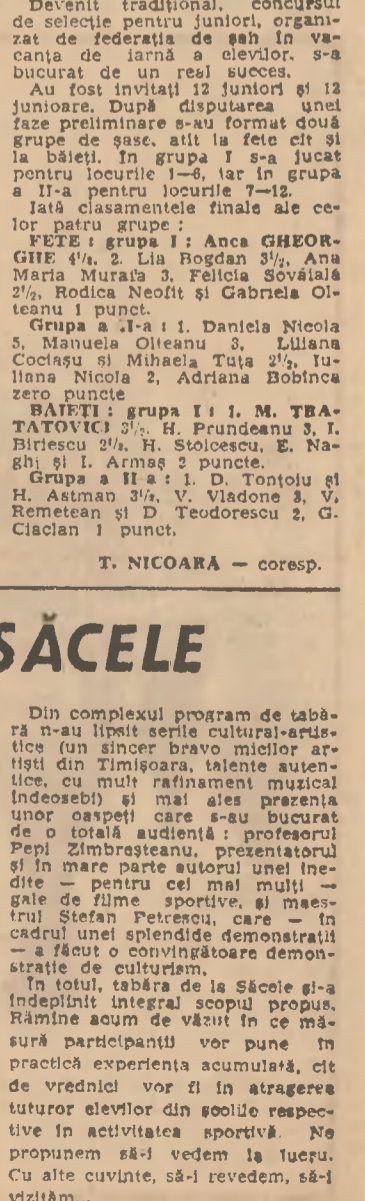 Devenit tradițional, concursul
de selecție pentru juniori, organi-
zat de federația de șah în va-
canța de iarnă a elevilor, s-a
bucurat de un real succes.
Au fost invitați 12 juniori și 12
junioare. După disputarea unei
faze preliminare s-au format două
grupe de șase, atît la fete cît și
la băieți. În grupa I s-a jucat
pentru locurile 1—6, iar în grupa
a II-a pentru locurile 7—12.
Iată clasamentele finale ale ce-
lor patru grupe :
FETE : grupa I : Anca GHEOR-
GHE 4½, 2. Lia Bogdan 3½, Ana
Maria 3, Felicia Sovăială
2½, Rodica Neofit și Gabriela Ol-
teanu 1 punct.
Grupa a II-a : 1. Daniela Nicola
5, Manuela Olteanu 3, Liliana
Cociașu și Mihaela Tuța 2½, Iu-
liana Nicola 2, Adriana Bobînca
zero puncte
BĂIEȚI : grupa I : 1. M.
TATOVICI 3½, H. Prundeanu 3, I.
Biriescu 2½, H. Stoicescu, E. Na-
ghi și I. Armaș 2 puncte.
Grupa a II a : 1. D. Tonțoiu și
H. Astman 3½, V. Vladone 3, V.
Remetean și D Teodorescu 2, G.
Ciaclan 1 punct.
T. NICOARĂ — coresp.
SĂCELE
Din complexul program de tabă-
ră n-au lipsit serile cultural-artis-
tice (un sincer bravo micilor ar-
tiști din Timișoara, talente auten-
tice, cu mult rafinament muzical
îndeosebi) și mai ales prezența
unor oaspeți care s-au bucurat
de o totală audiență : profesorul
Pepi Zimbreșteanu, prezentatorul
și în mare parte autorul unei ine-
dite — pentru cei mai mulți —
gale de filme sportive, și maes-
trul Ștefan Petrescu, care — în
cadrul unei splendide demonstrații
— a făcut o convingătoare demon-
strație de culturism.
În totul, tabăra de la Săcele și-a
îndeplinit integral scopul propus.
Rămîne acum de văzut în ce mă-
sură participanții vor pune în
practică experiența acumulată, cît
de vrednici vor fi în atragerea
tuturor elevilor din școlile respec-
tive în activitatea sportivă. Ne
propunem să-i vedem la lucru.
Cu alte cuvinte, să-i revedem, să-i
vizităm...